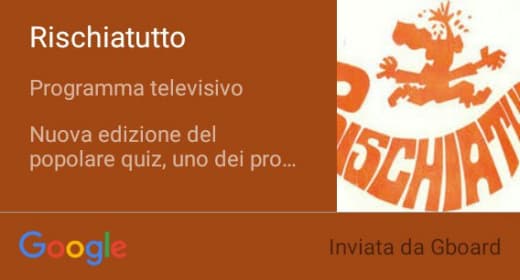 Rischiatutto
Programma televisivo
Nuova edizione del
popolare quiz, uno dei pro…
RISCHIATU
Google
Inviata da Gboard